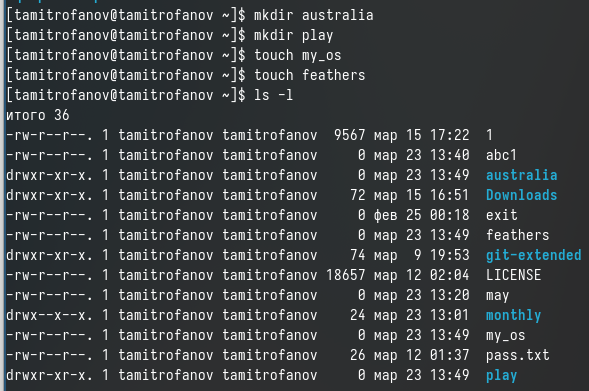 [tamitrofanov@tamitrofanov ~]$ mkdir australia
[tamitrofanov@tamitrofanov ~]$ mkdir play
[tamitrofanov@tamitrofanov ~]$ touch my_os
[tamitrofanov@tamitrofanov ~]$ touch feathers
[tamitrofanov@tamitrofanov ~]$ ls -l
итого 36
-rw-r--r--. 1 tamitrofanov tamitrofanov  9567 мар 15 17:22  1
-rw-r--r--. 1 tamitrofanov tamitrofanov     0 мар 23 13:40  abc1
drwxr-xr-x. 1 tamitrofanov tamitrofanov     0 мар 23 13:49  australia
drwxr-xr-x. 1 tamitrofanov tamitrofanov    72 мар 15 16:51  Downloads
-rw-r--r--. 1 tamitrofanov tamitrofanov     0 фев 25 00:18  exit
-rw-r--r--. 1 tamitrofanov tamitrofanov     0 мар 23 13:49  feathers
drwxr-xr-x. 1 tamitrofanov tamitrofanov    74 мар  9 19:53  git-extended
-rw-r--r--. 1 tamitrofanov tamitrofanov 18657 мар 12 02:04  LICENSE
-rw-r--r--. 1 tamitrofanov tamitrofanov     0 мар 23 13:20  may
drwx--x--x. 1 tamitrofanov tamitrofanov    24 мар 23 13:01  monthly
-rw-r--r--. 1 tamitrofanov tamitrofanov     0 мар 23 13:49  my_os
-rw-r--r--. 1 tamitrofanov tamitrofanov    26 мар 12 01:37  pass.txt
drwxr-xr-x. 1 tamitrofanov tamitrofanov     0 мар 23 13:49  play